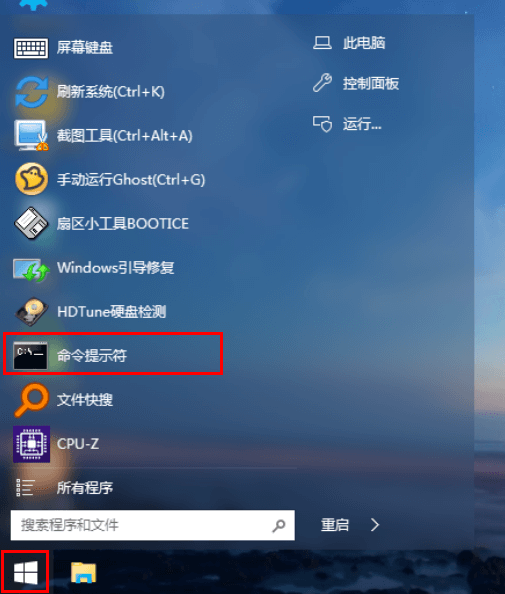 屏幕键盘
刷新系统(Ctrl+K)
截图工具(Ctrl+Alt+A)
手动运行Ghost(Ctrl+G)
扇区小工具BOOTICE
Windows引导修复
HDTune硬盘检测
C:\
命令提示符
文件快搜
CPU-Z
所有程序
搜索程序和文件
此电脑
控制面板
运行...
重启